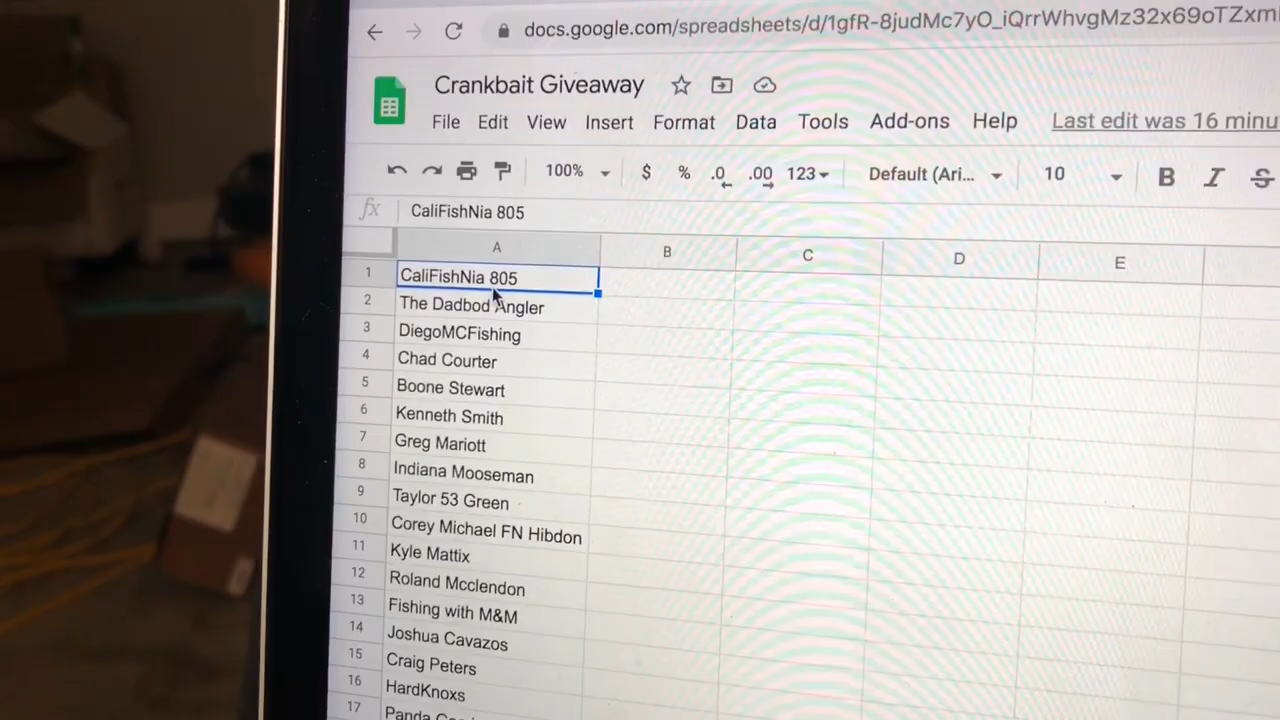 docs.google.com/spreadsheets/d/1gfR-8judMc7yO_iQrrWhvgMz32x69oTZxm
Crankbait Giveaway
File Edit View Insert Format Data Tools Add-ons Help Last edit was 16 minu
100% $ % .0 .00 123 Default (Ari... 10 B I S
fx CaliFishNia 805
A B C D E
1 CaliFishNia 805
2 The Dadbod Angler
3 DiegoMCFishing
4 Chad Courter
5 Boone Stewart
6 Kenneth Smith
7 Greg Mariott
8 Indiana Mooseman
9 Taylor 53 Green
10 Corey Michael FN Hibdon
11 Kyle Mattix
12 Roland Mcclendon
13 Fishing with M&M
14 Joshua Cavazos
15 Craig Peters
16 HardKnoxs
17 Panda